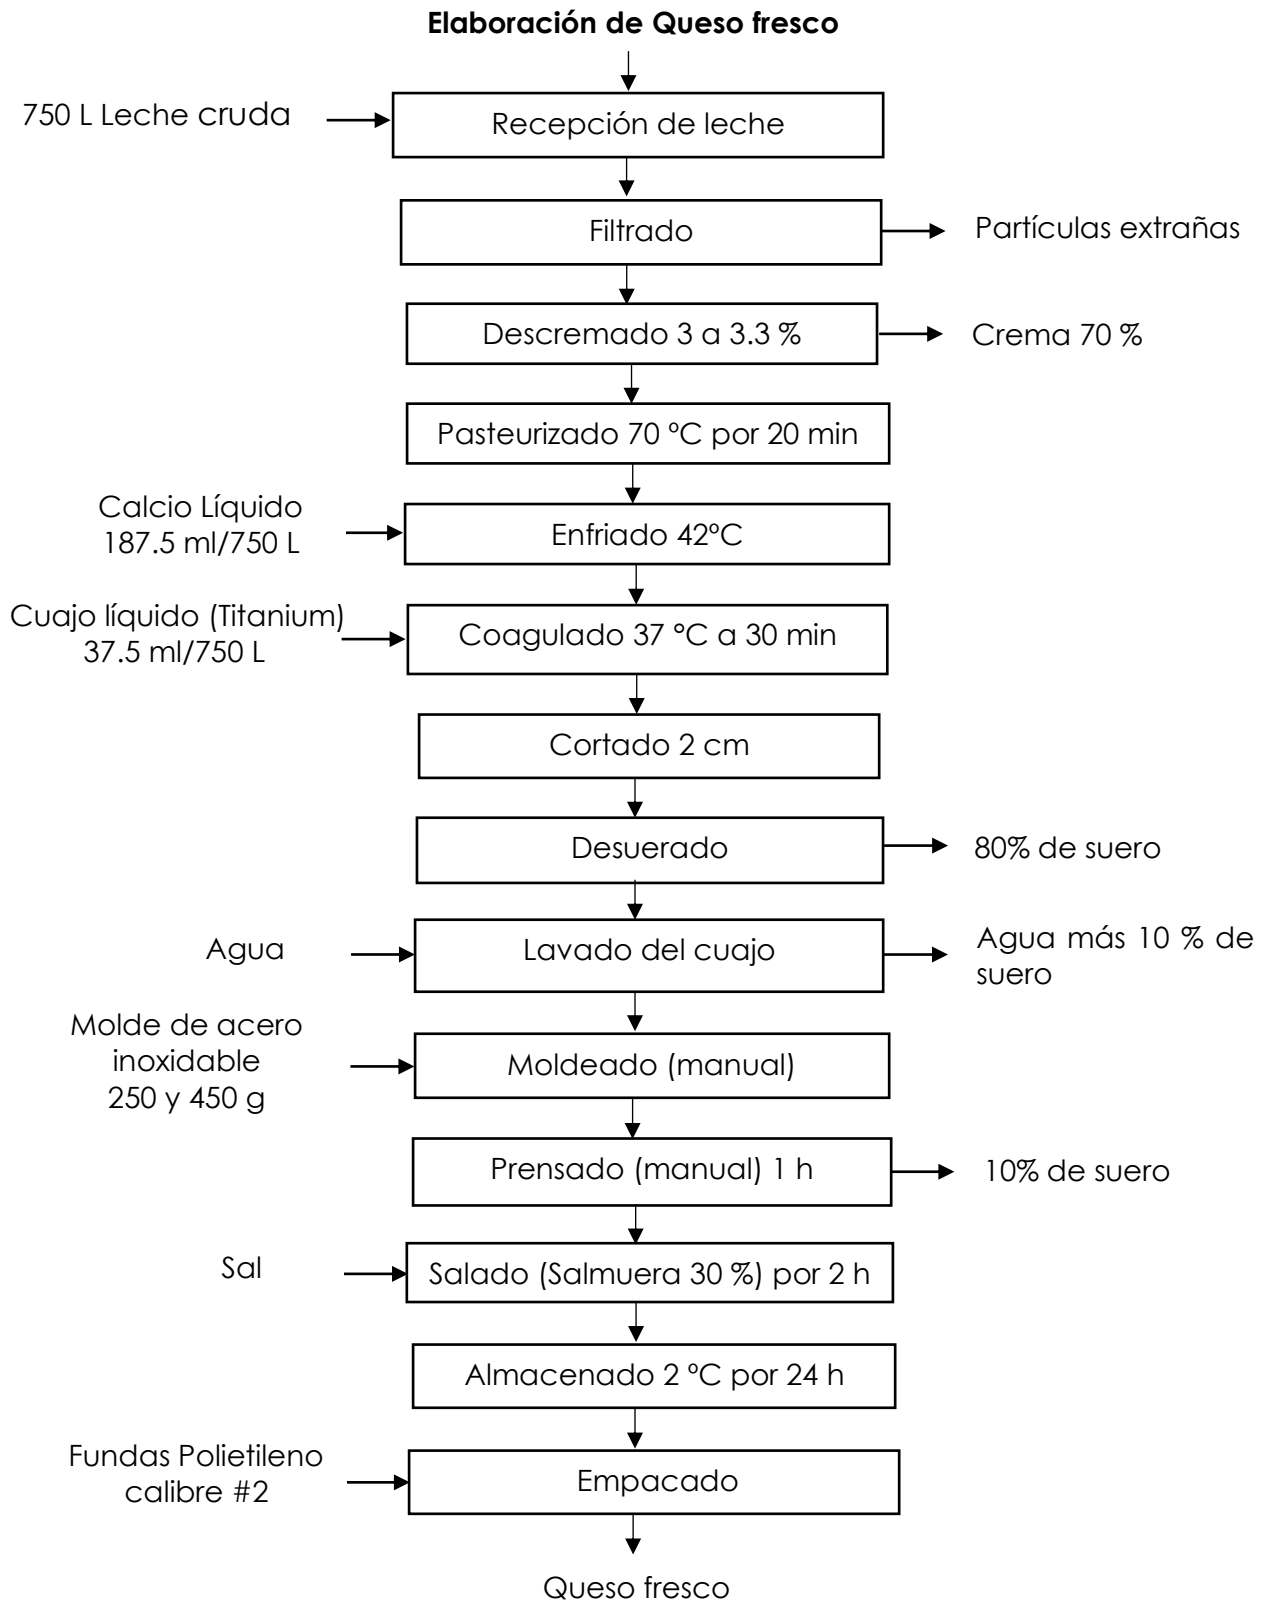 Elaboración de Queso fresco
750 L Leche cruda
Recepción de leche
Filtrado
Partículas extrañas
Descremado 3 a 3.3 %
Crema 70 %
Pasteurizado 70 ºC por 20 min
Calcio Líquido
187.5 ml/750 L
Enfriado 42ºC
Cuajo líquido (Titanium)
37.5 ml/750 L
Coagulado 37 °C a 30 min
Cortado 2 cm
Desuerado
80% de suero
Agua
Lavado del cuajo
Agua más 10 % de
suero
Molde de acero
inoxidable
250 y 450 g
Moldeado (manual)
Prensado (manual) 1 h
10% de suero
Sal
Salado (Salmuera 30 %) por 2 h
Almacenado 2 ºC por 24 h
Fundas Polietileno
calibre #2
Empacado
Queso fresco